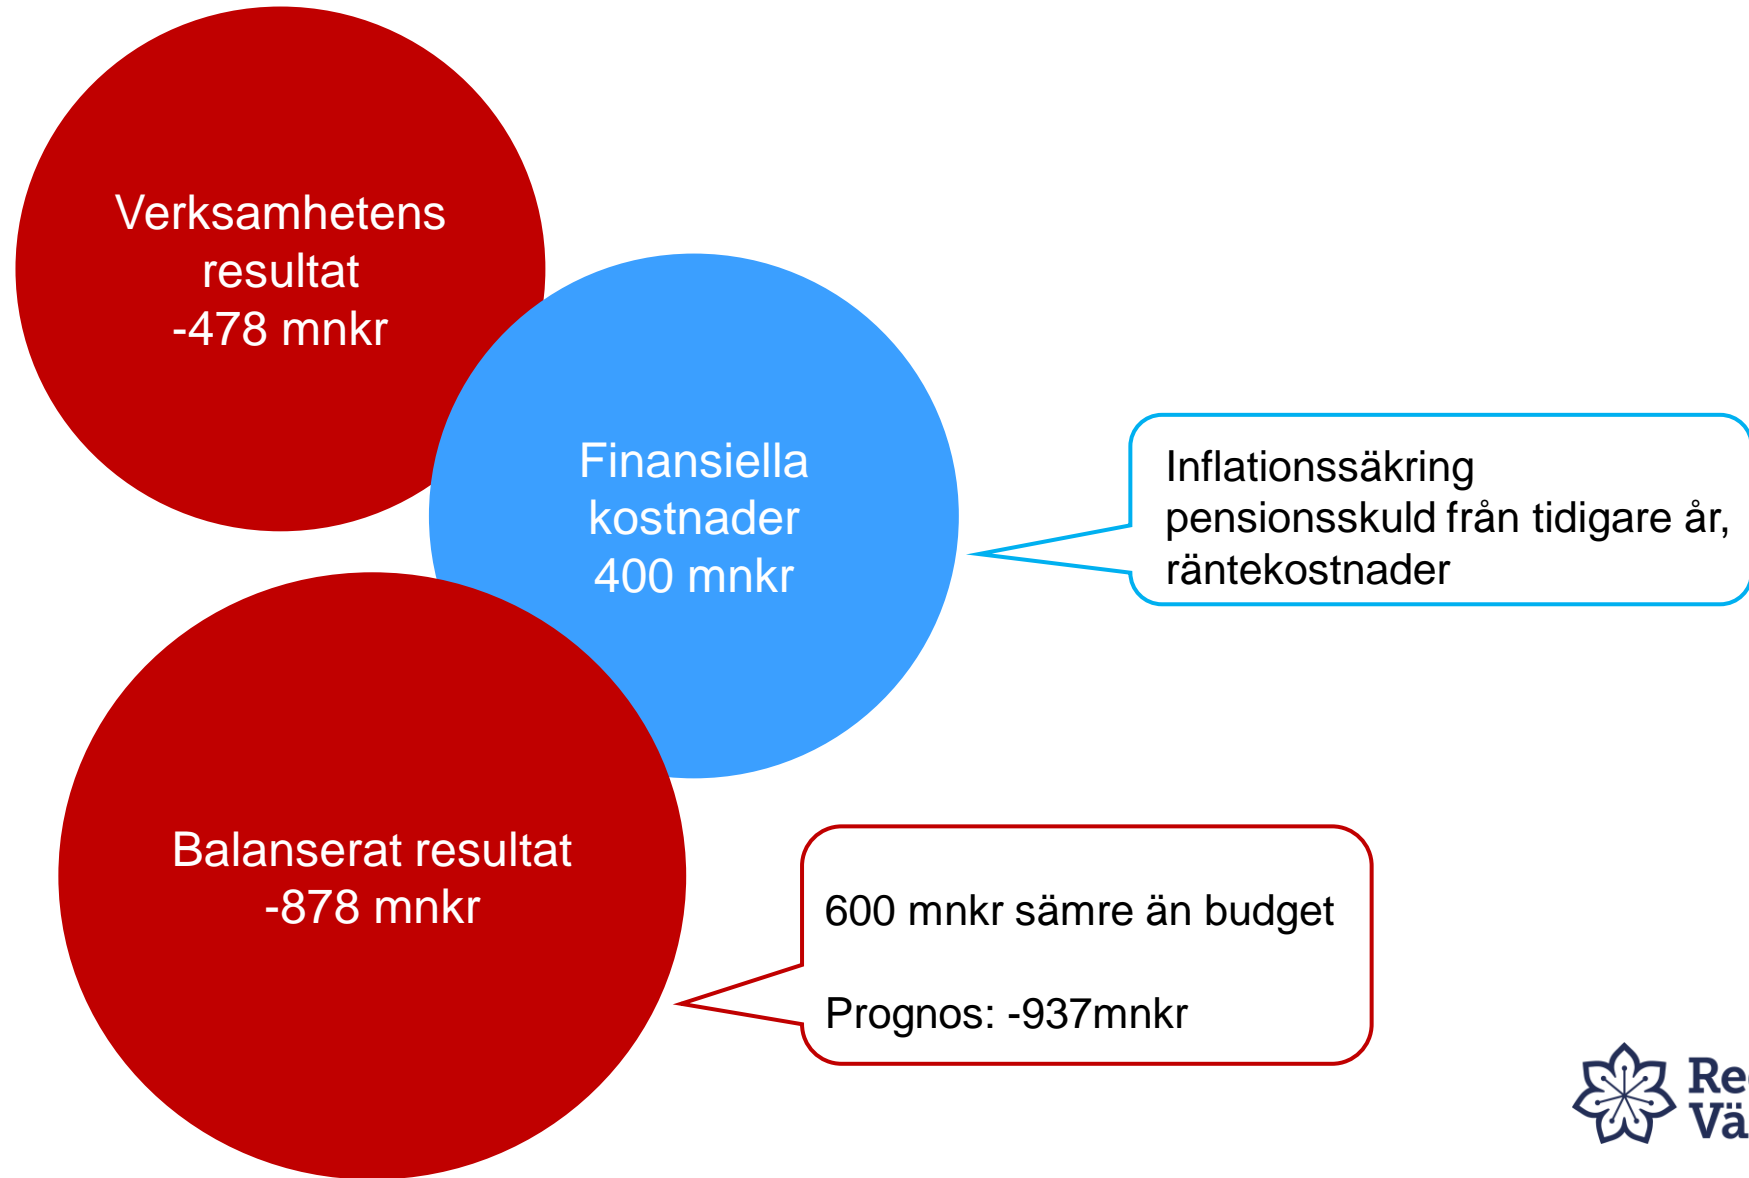 Verksamhetens
resultat
-478 mnkr
Finansiella
kostnader
400 mnkr
Inflationssäkring
pensionsskuld från tidigare år,
räntekostnader
Balanserat resultat
-878 mnkr
600 mnkr sämre än budget
Prognos: -937mnkr